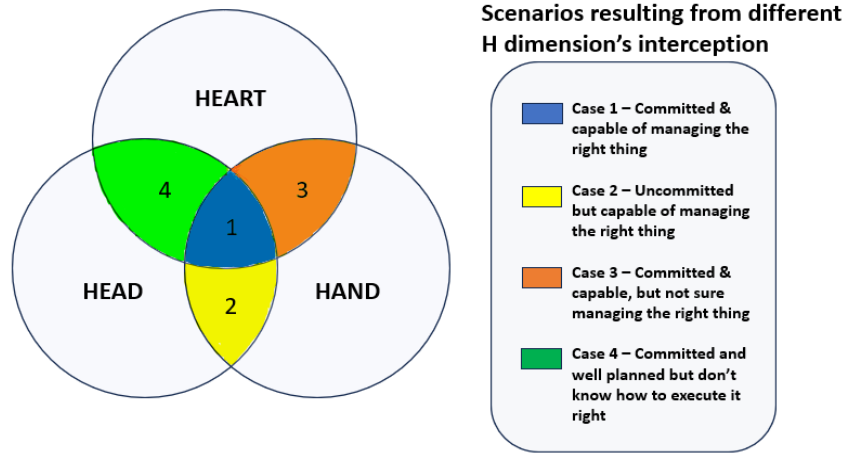 Scenarios resulting from different
H dimension's interception
HEART
4
3
1
HEAD
HAND
2
Case 1 – Committed &
capable of managing the
right thing
Case 2 – Uncommitted
but capable of managing
the right thing
Case 3 – Committed &
capable, but not sure
managing the right thing
Case 4 – Committed and
well planned but don't
know how to execute it
right